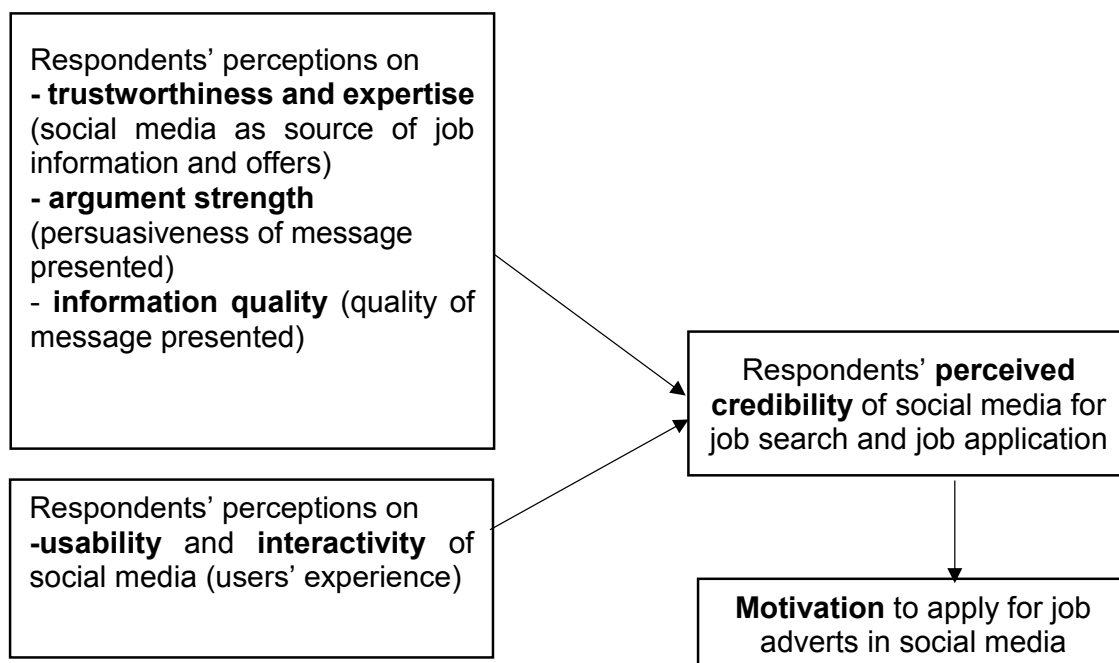 Respondents’ perceptions on
- trustworthiness and expertise
(social media as source of job
information and offers)
- argument strength
(persuasiveness of message
presented)
- information quality (quality of
message presented)
Respondents’ perceptions on
-usability and interactivity of
social media (users’ experience)
Respondents’ perceived
credibility of social media for
job search and job application
Motivation to apply for job
adverts in social media